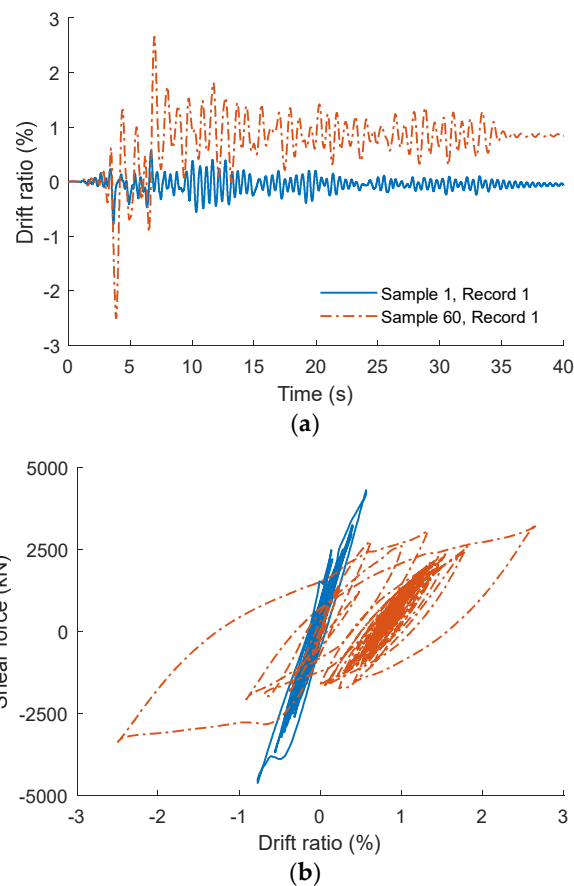 3
2
1
0
-1
-2
-3
Drift ratio (%)
Sample 1, Record 1
Sample 60, Record 1
0 5 10 15 20 25 30 35 40
Time (s)
(a)
5000
2500
0
-2500
-5000
force (kN)
-3 -2 -1 0 1 2 3
Drift ratio (%)
(b)